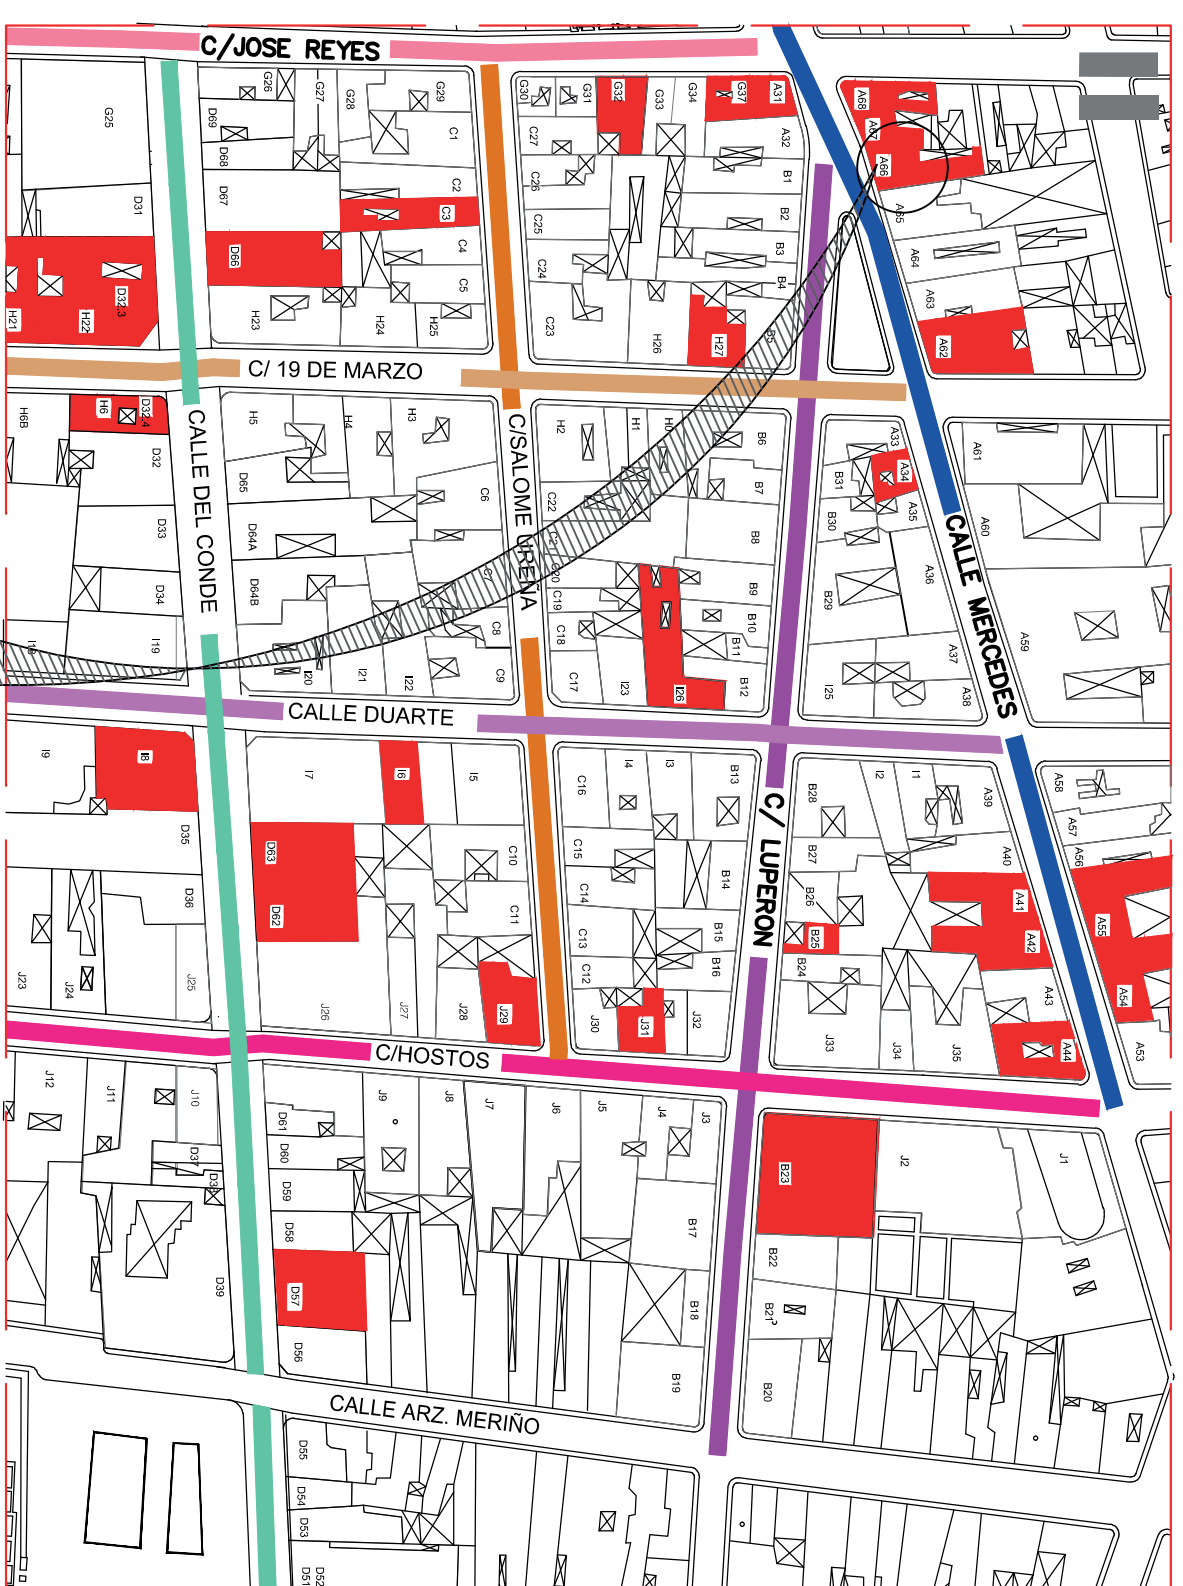 C/JOSE REYES
G25
G26
G27
G28
G29
C1
D69
D68
D67
C2
C3
C4
C5
D31
D66
D32.3
H21
H22
H23
H24
H25
G30
G31
G32
G33
G34
G37
A31
C27
C26
C25
C24
C23
A32
B1
B2
B3
B4
B5
H26
H27
A68
A67
A66
A65
A64
A63
A62
C/ 19 DE MARZO
H6B
H6
D32.4
D32
D33
D34
I18
I19
CALLE DEL CONDE
H5
H4
H3
D65
D64A
D64B
C6
C7
C8
C9
I20
I21
I22
C/SALOME UREÑA
H2
H1
H0
B6
C22
C21
C20
C19
C18
C17
B7
B8
B9
B10
B11
B12
I23
I26
A33
A34
A35
A36
A37
A38
B31
B30
B29
I25
CALLE MERCEDES
A61
A60
A59
CALLE DUARTE
I9
I8
D35
D36
J23
J24
J25
I7
I6
I5
D63
D62
C10
C11
J26
J27
J28
J29
C16
C15
C14
C13
C12
I4
I3
B13
B14
B15
B16
J30
J31
J32
C/ LUPERON
B28
B27
B26
B25
B24
I2
I1
A39
A40
A41
A42
A43
A44
J33
J34
J35
A58
A57
A56
A55
A54
A53
C/HOSTOS
J12
J11
J10
D37
D38
D39
D61
D60
D59
D58
D57
D56
J9
J8
J7
J6
J5
J4
J3
B17
B18
B19
B23
B22
B21
B20
J2
J1
CALLE ARZ. MERIÑO
D55
D54
D53
D52
D51